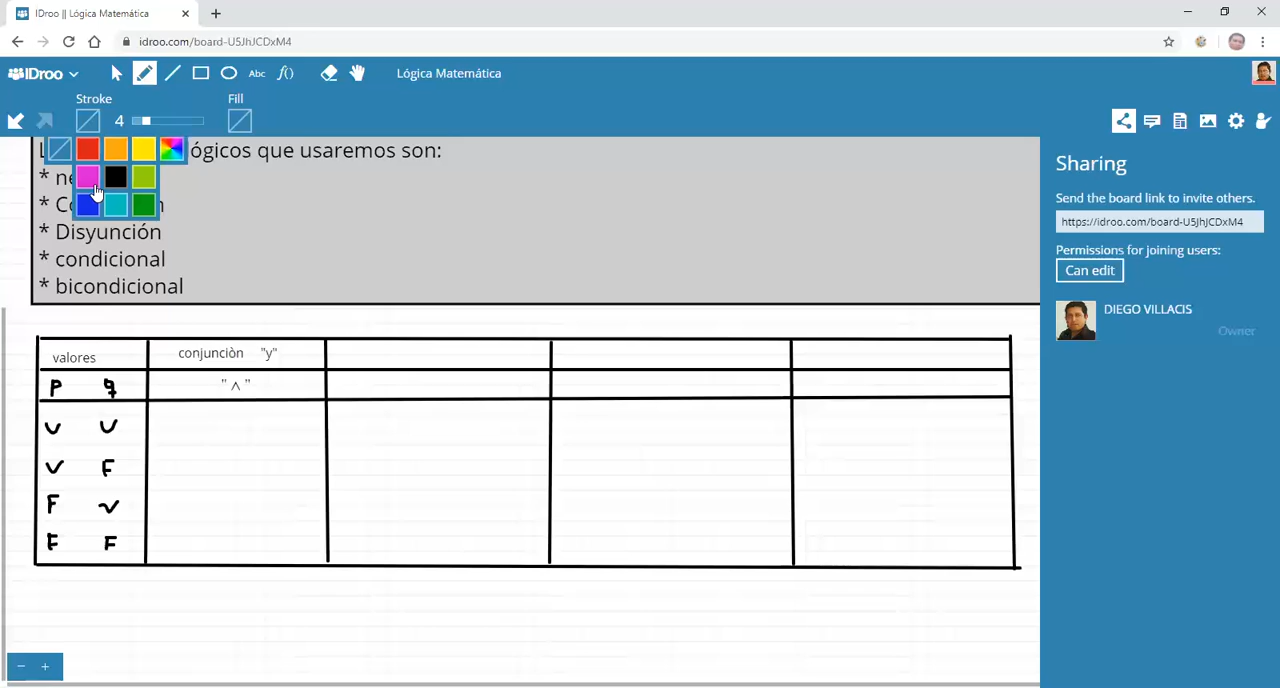 IDroo || Lógica Matemática
idroo.com/board-U5JhJCDxM4
IDroo
Abc
f()
Lógica Matemática
Stroke
Fill
4
ógicos que usaremos son:
* ne
* Co n
* Disyunción
* condicional
* bicondicional
valores
conjunciòn "y"
p q
" ∧ "
V V
V F
F V
F F
Sharing
Send the board link to invite others.
https://idroo.com/board-U5JhJCDxM4
Permissions for joining users:
Can edit
DIEGO VILLACIS
Owner